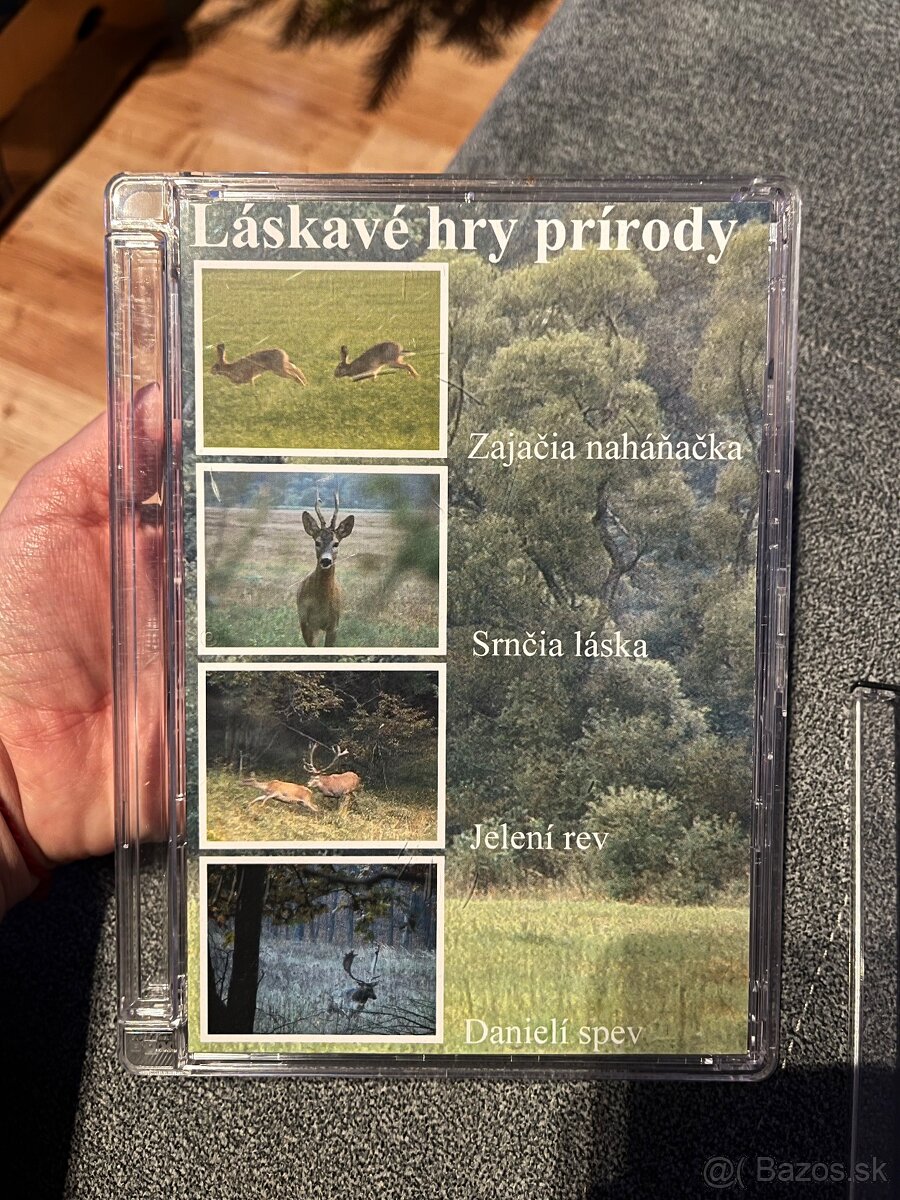 Láskavé hry prírody
Zajačia naháňačka
Srnčia láska
Jelení rev
Danielí spev
@( Bazos.sk